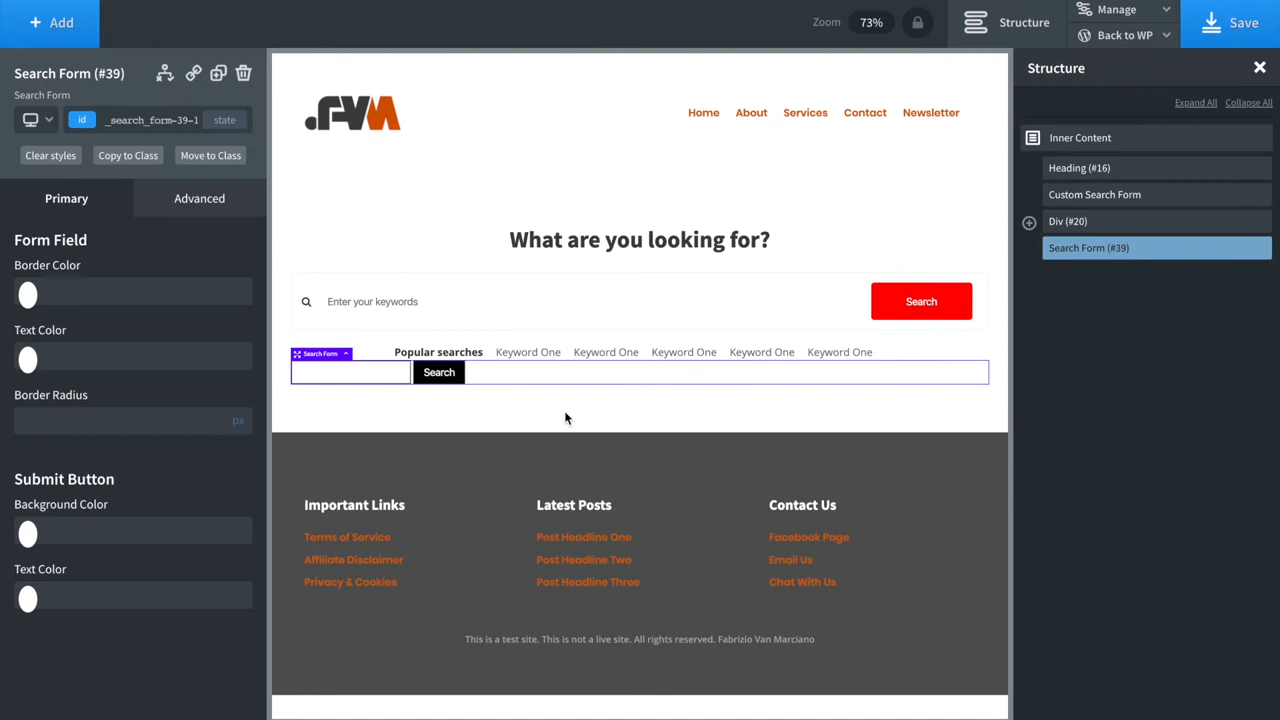 + Add
Zoom 73%
Structure
Manage
Back to WP
Save
Search Form (#39)
Search Form
id _search_form-39-1 state
Clear styles Copy to Class Move to Class
Primary Advanced
Form Field
Border Color
Text Color
Border Radius
px
Submit Button
Background Color
Text Color
.FVM
Home About Services Contact Newsletter
What are you looking for?
Enter your keywords Search
Popular searches Keyword One Keyword One Keyword One Keyword One Keyword One
Search Form
Search
Important Links
Terms of Service
Affiliate Disclaimer
Privacy & Cookies
Latest Posts
Post Headline One
Post Headline Two
Post Headline Three
Contact Us
Facebook Page
Email Us
Chat With Us
This is a test site. This is not a live site. All rights reserved. Fabrizio Van Marciano
Structure
Expand All Collapse All
Inner Content
Heading (#16)
Custom Search Form
Div (#20)
Search Form (#39)